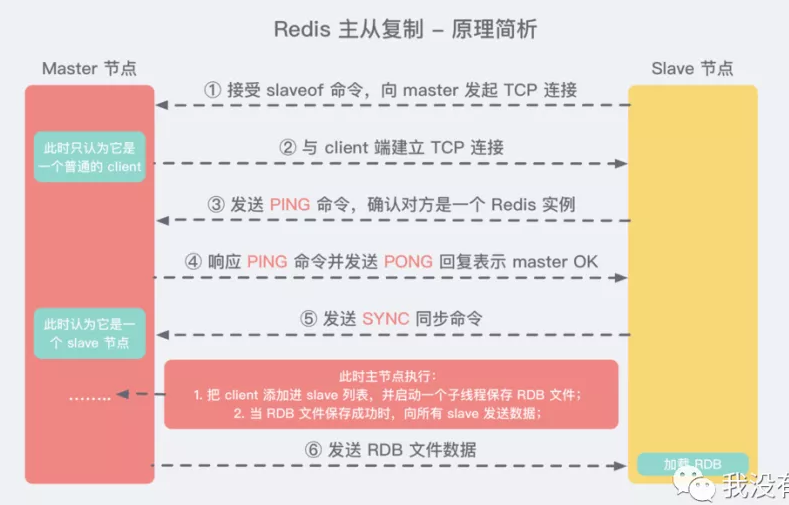 Redis 主从复制 – 原理简析
Master 节点
Slave 节点
① 接受 slaveof 命令，向 master 发起 TCP 连接
此时只认为它是
一个普通的 client
② 与 client 端建立 TCP 连接
③ 发送 PING 命令，确认对方是一个 Redis 实例
④ 响应 PING 命令并发送 PONG 回复表示 master OK
此时认为它是一
个 slave 节点
⑤ 发送 SYNC 同步命令
此时主节点执行：
1. 把 client 添加进 slave 列表，并启动一个子线程保存 RDB 文件；
2. 当 RDB 文件保存成功时，向所有 slave 发送数据；
........
⑥ 发送 RDB 文件数据
加载 RDB
我没有